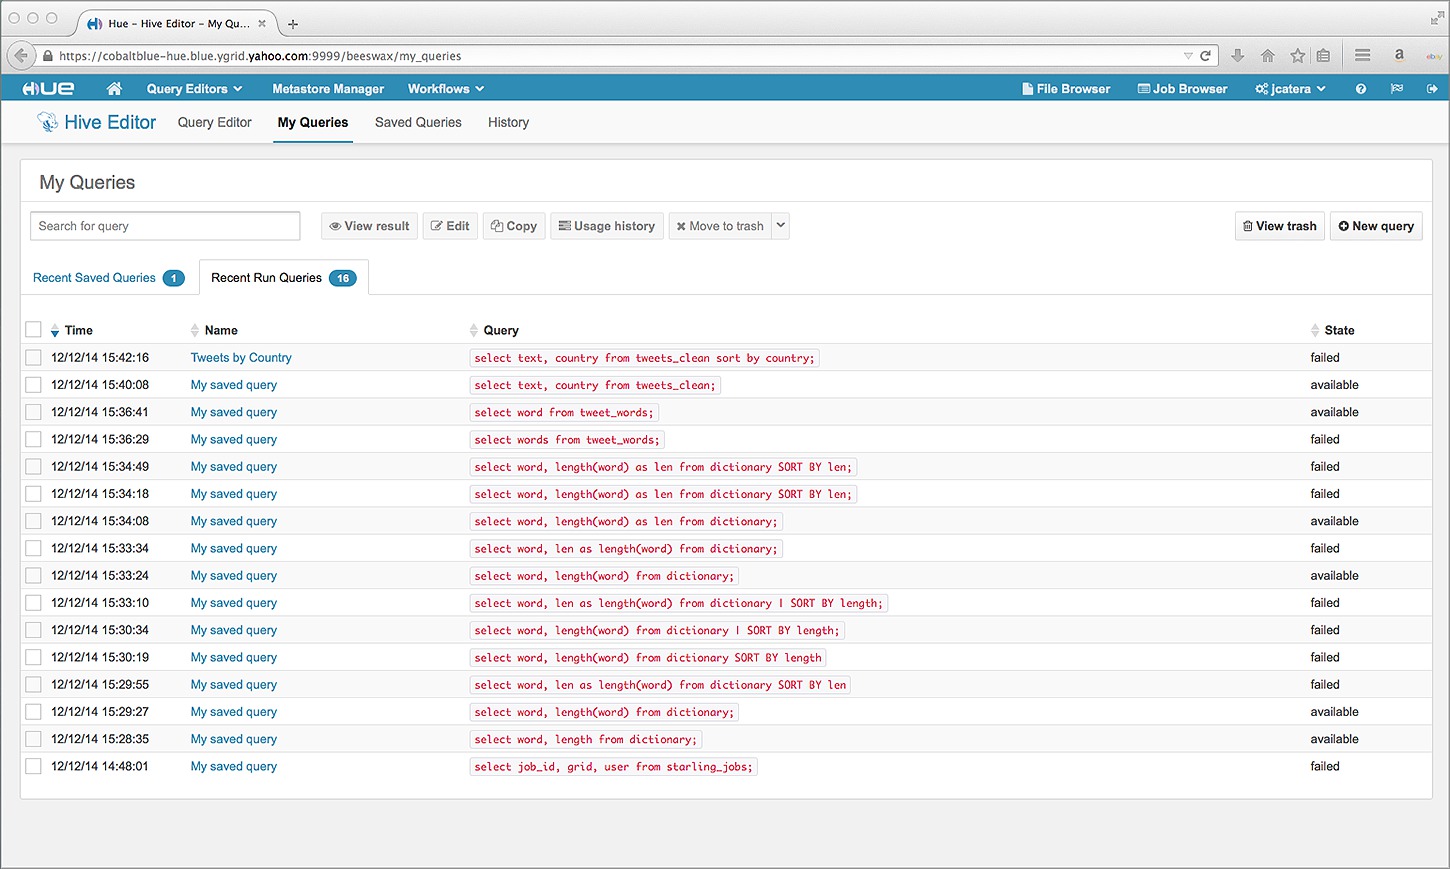 Hue - Hive Editor - My Qu...
https://cobaltblue-hue.blue.ygrid.yahoo.com:9999/beeswax/my_queries
a
ebay
HUE Query Editors Metastore Manager Workflows File Browser Job Browser jcatera
Hive Editor Query Editor My Queries Saved Queries History
My Queries
Search for query View result Edit Copy Usage history Move to trash View trash New query
Recent Saved Queries 1 Recent Run Queries 16
Time Name Query State
12/12/14 15:42:16 Tweets by Country select text, country from tweets_clean sort by country; failed
12/12/14 15:40:08 My saved query select text, country from tweets_clean; available
12/12/14 15:36:41 My saved query select word from tweet_words; available
12/12/14 15:36:29 My saved query select words from tweet_words; failed
12/12/14 15:34:49 My saved query select word, length(word) as len from dictionary SORT BY len; failed
12/12/14 15:34:18 My saved query select word, length(word) as len from dictionary SORT BY len; failed
12/12/14 15:34:08 My saved query select word, length(word) as len from dictionary; available
12/12/14 15:33:34 My saved query select word, len as length(word) from dictionary; failed
12/12/14 15:33:24 My saved query select word, length(word) from dictionary; available
12/12/14 15:33:10 My saved query select word, len as length(word) from dictionary | SORT BY length; failed
12/12/14 15:30:34 My saved query select word, length(word) from dictionary | SORT BY length; failed
12/12/14 15:30:19 My saved query select word, length(word) from dictionary SORT BY length failed
12/12/14 15:29:55 My saved query select word, len as length(word) from dictionary SORT BY len failed
12/12/14 15:29:27 My saved query select word, length(word) from dictionary; available
12/12/14 15:28:35 My saved query select word, length from dictionary; available
12/12/14 14:48:01 My saved query select job_id, grid, user from starling_jobs; failed